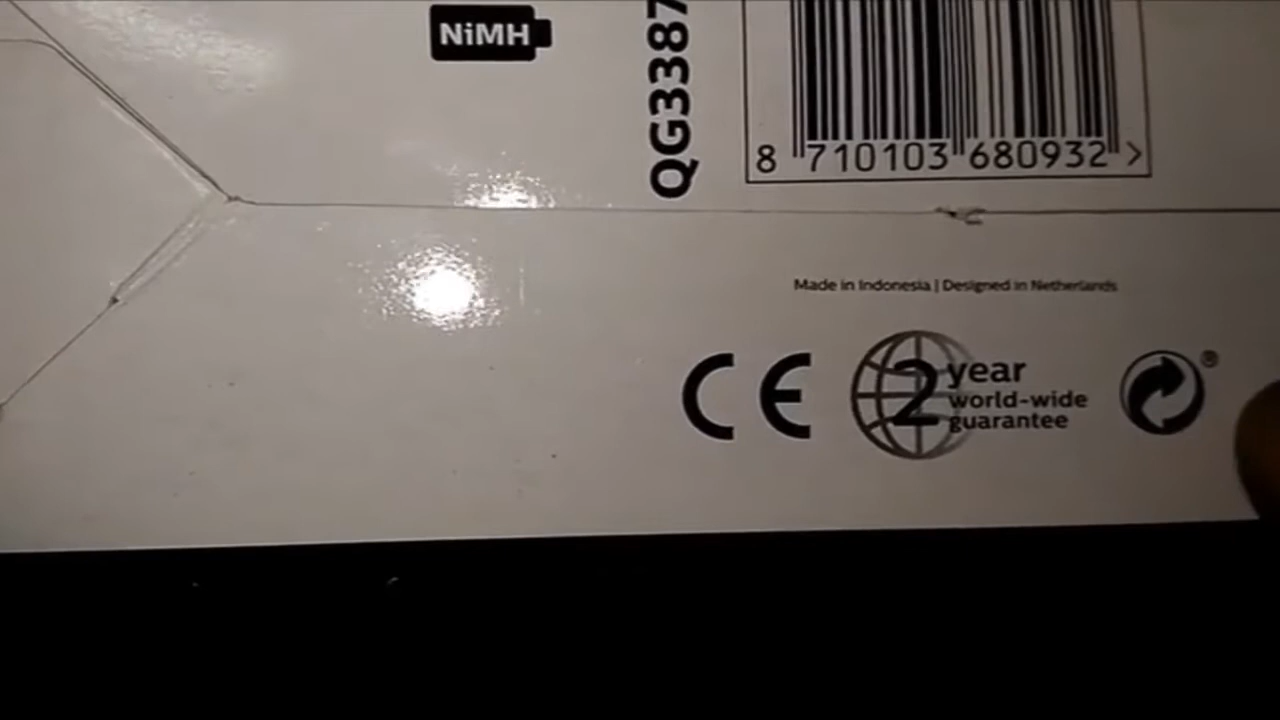 NiMH
QG3387
8 710103 680932 >
Made in Indonesia | Designed in Netherlands
CE
2 year
world-wide
guarantee
®